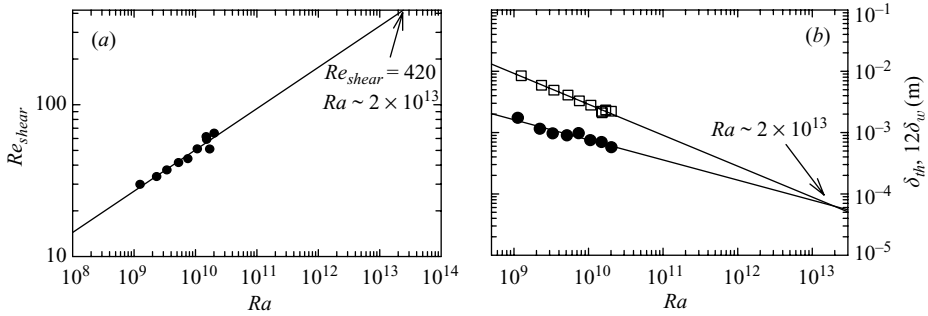 (a)
Re_shear = 420
Ra ~ 2 × 10^13
100
10
Re_shear
10^8 10^9 10^10 10^11 10^12 10^13 10^14
Ra
(b)
Ra ~ 2 × 10^13
10^–1
10^–2
10^–3
10^–4
10^–5
δ_th, 12δ_w (m)
10^9 10^10 10^11 10^12 10^13
Ra